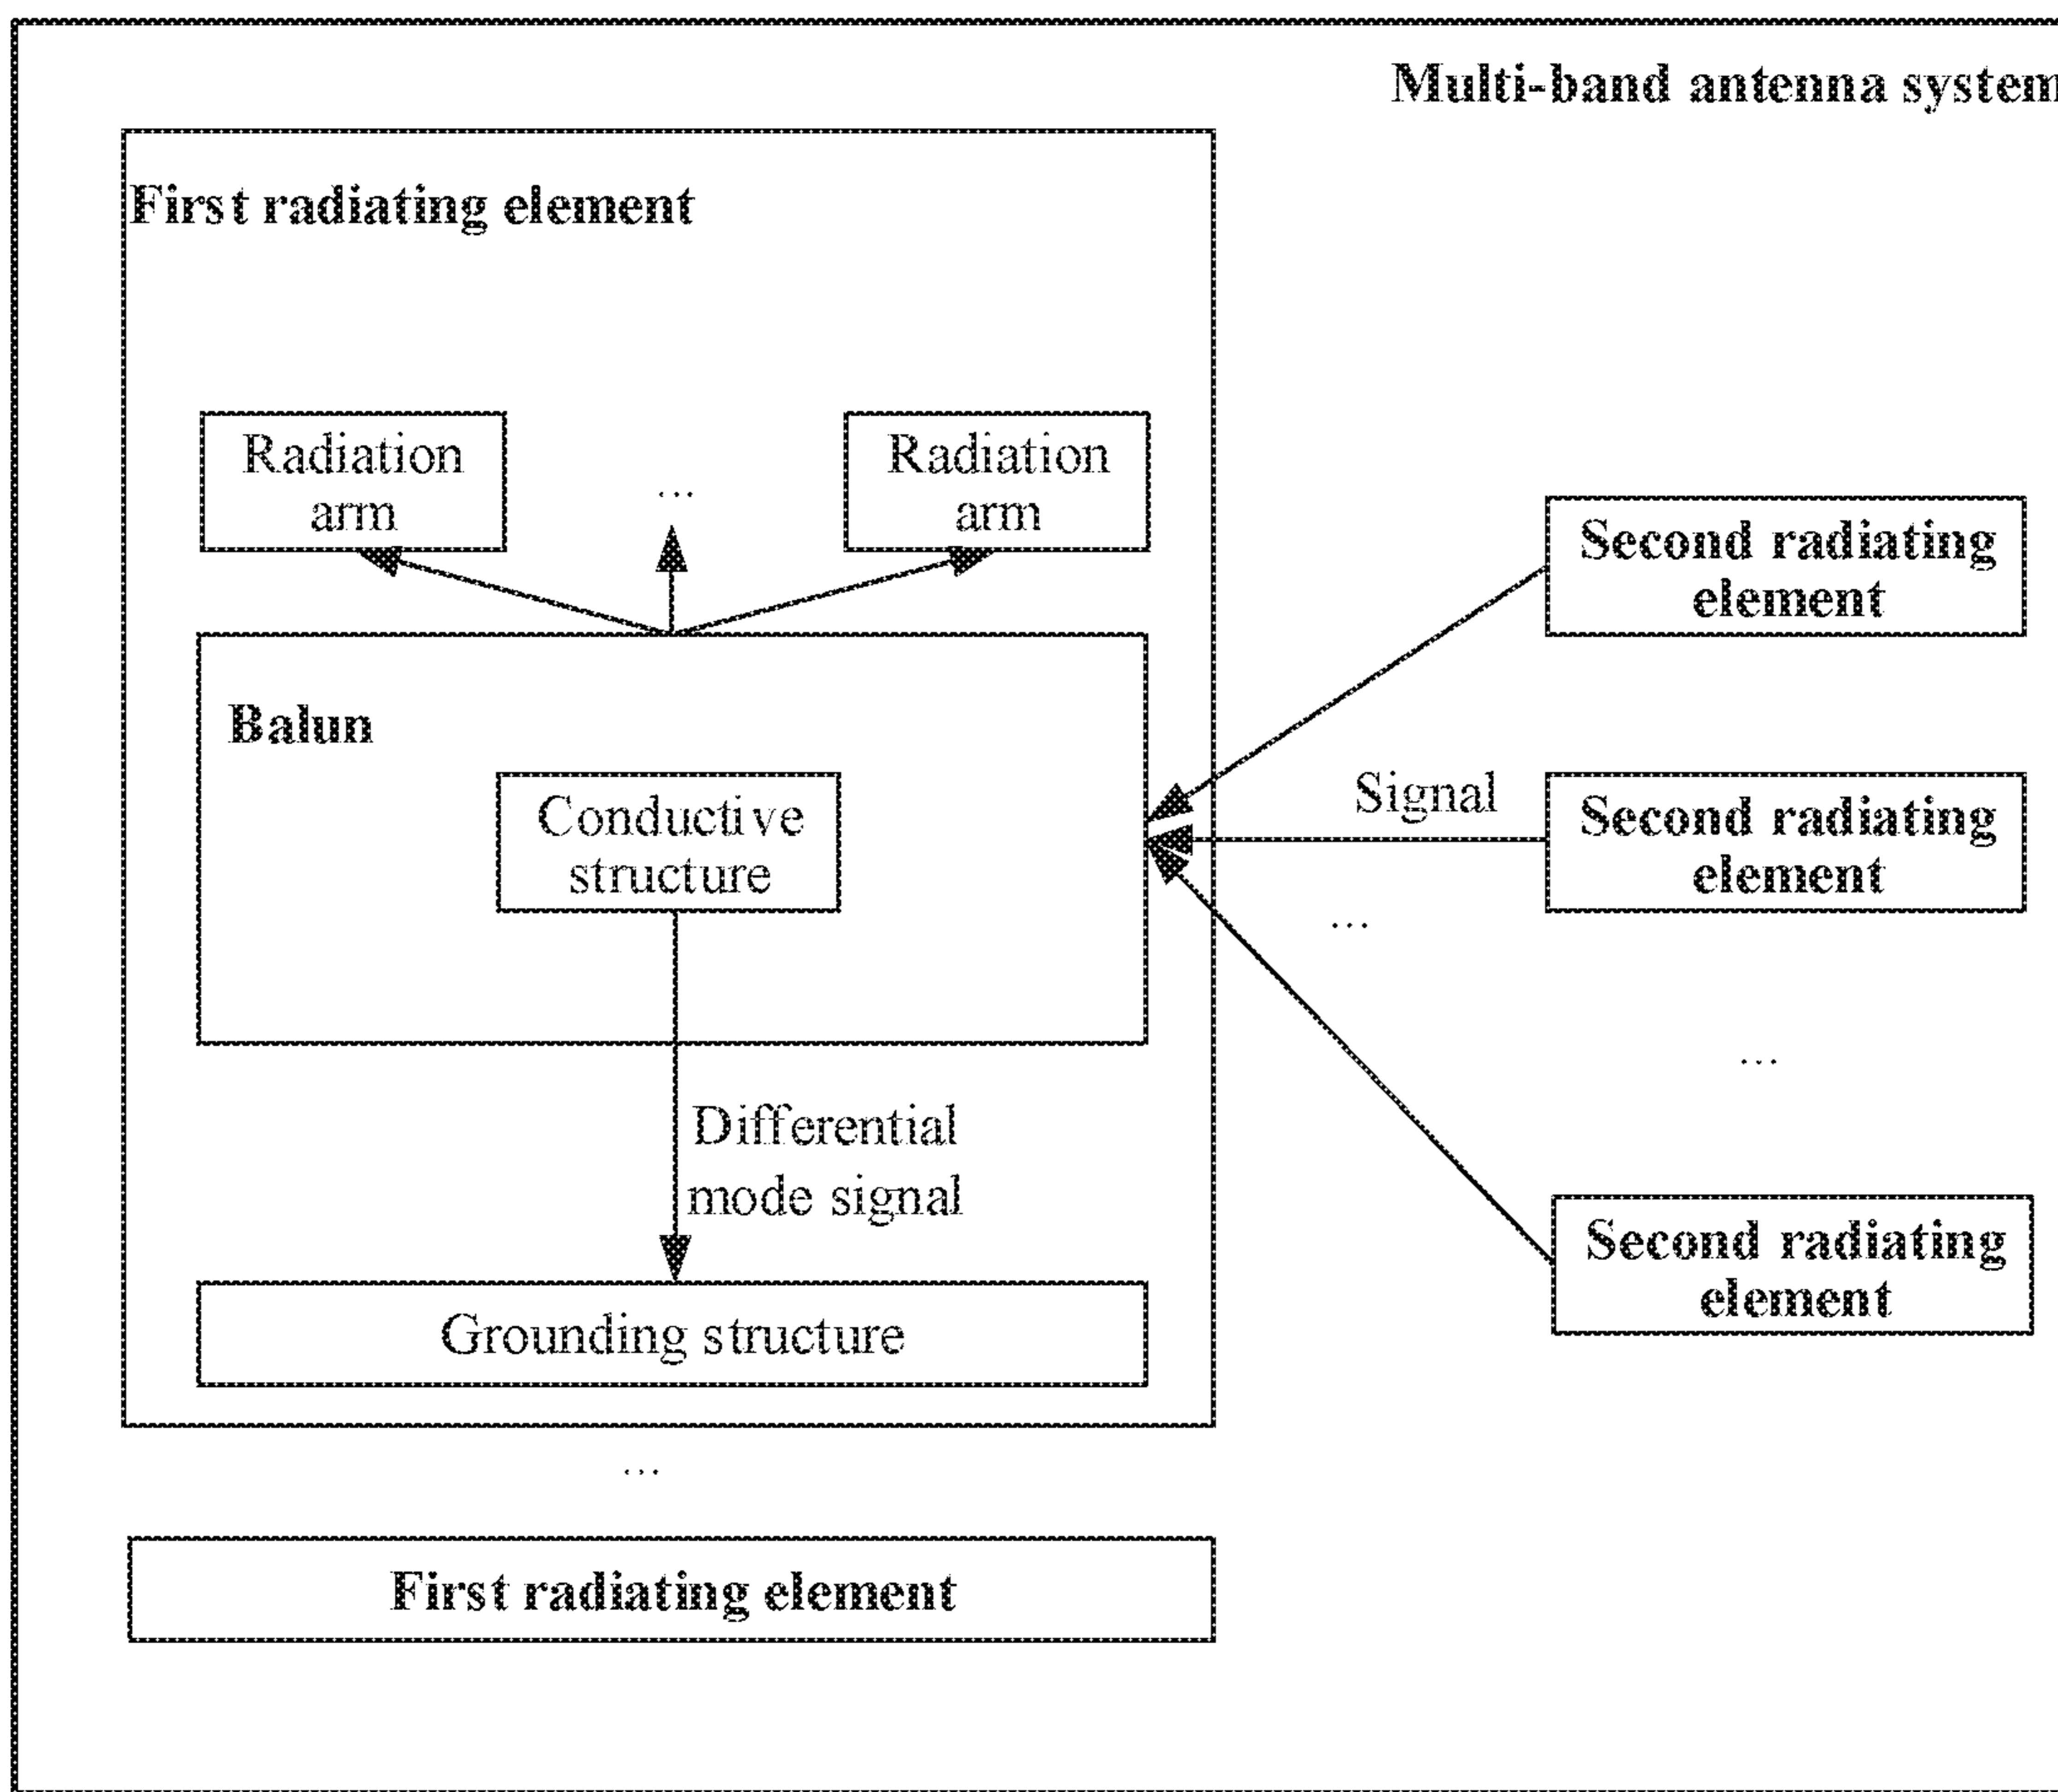 Multi-band antenna system
First radiating element
Radiation
arm
...
Radiation
arm
Second radiating
element
Balun
Conductive
structure
Signal
Second radiating
element
...
...
Differential
mode signal
Second radiating
element
Grounding structure
...
First radiating element